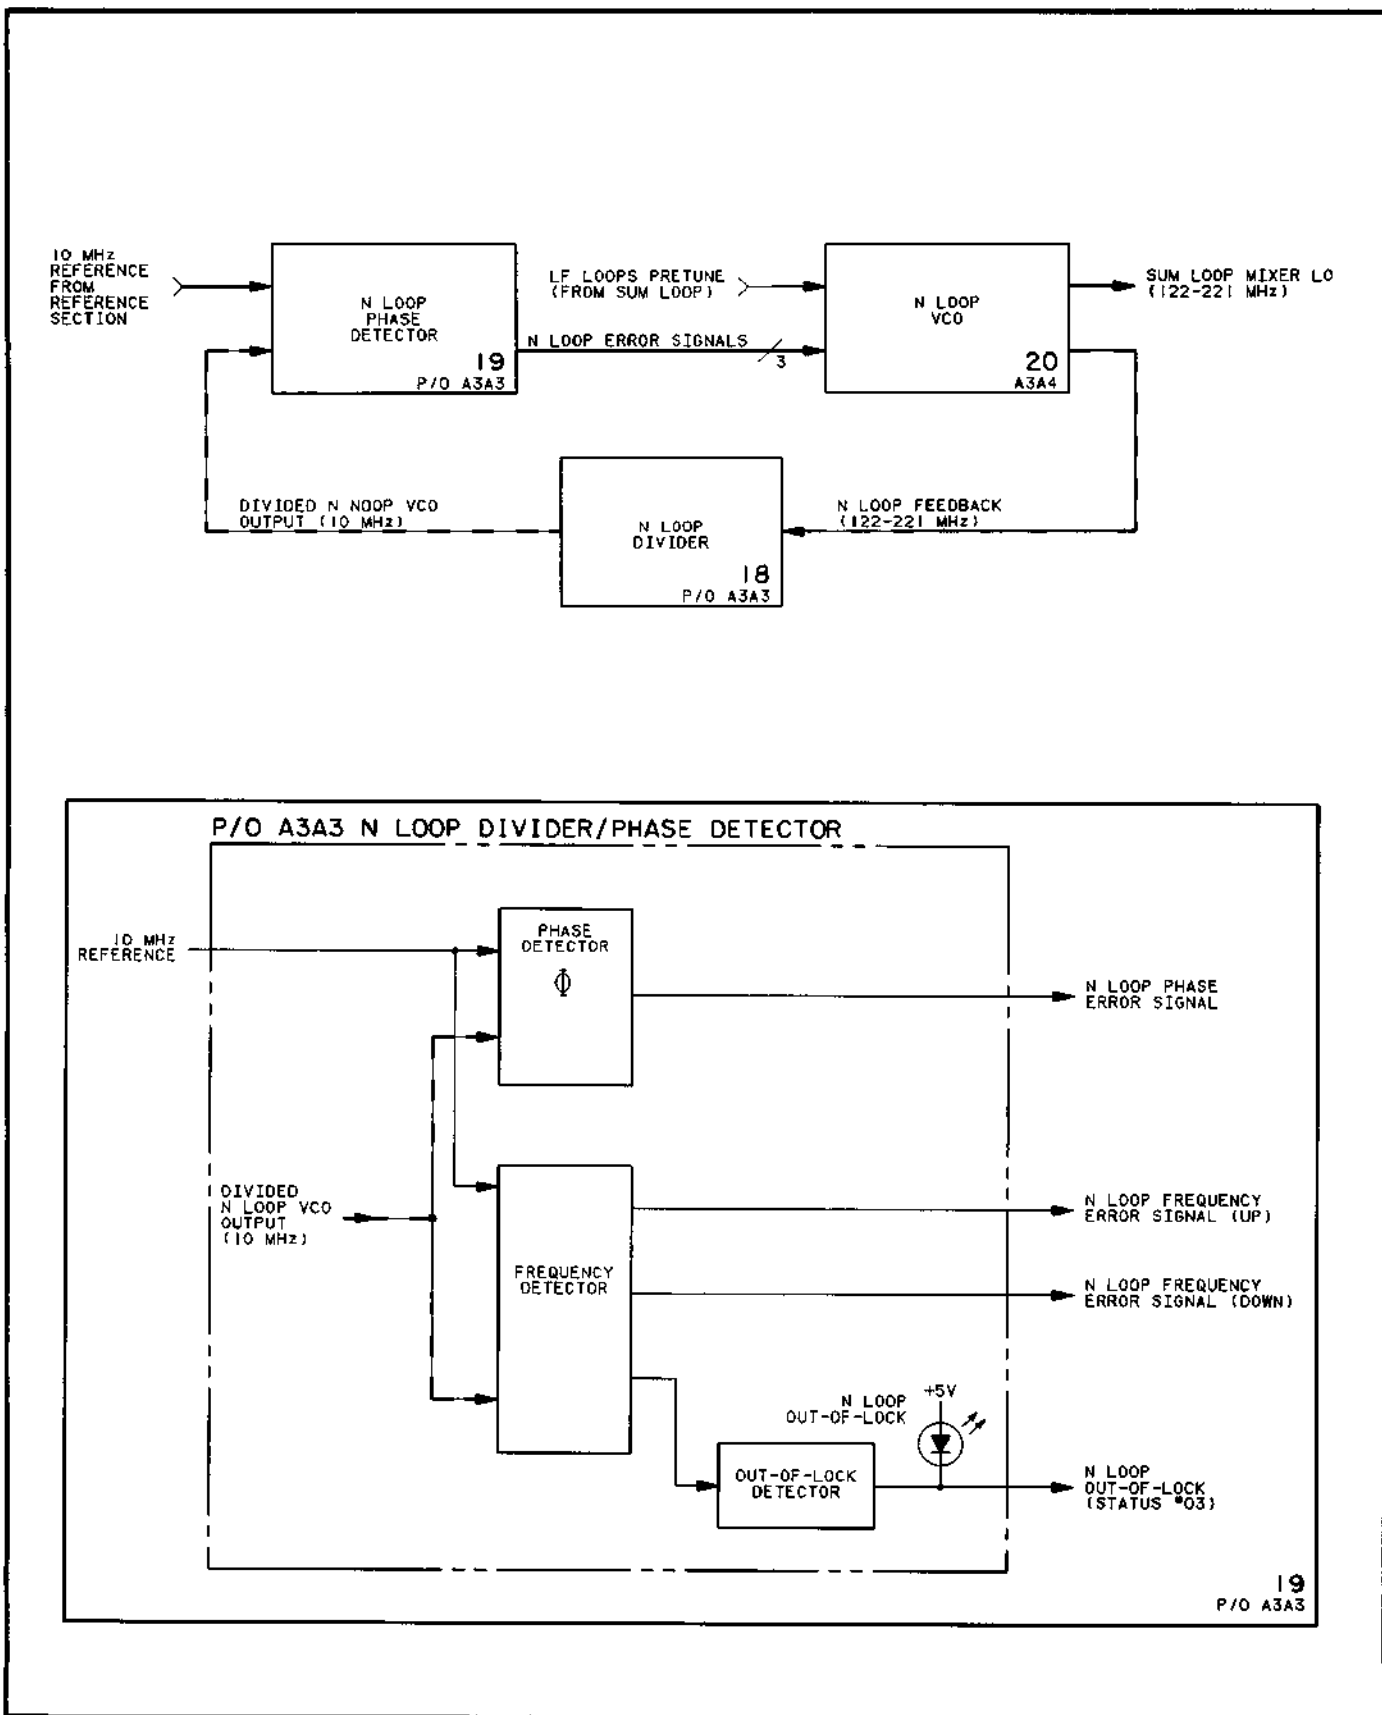 10 MHz
REFERENCE
FROM
REFERENCE
SECTION
N LOOP
PHASE
DETECTOR
19
P/O A3A3
LF LOOPS PRETUNE
(FROM SUM LOOP)
N LOOP ERROR SIGNALS
3
N LOOP
VCO
20
A3A4
SUM LOOP MIXER LO
(122-221 MHz)
DIVIDED N NOOP VCO
OUTPUT (10 MHz)
N LOOP
DIVIDER
18
P/O A3A3
N LOOP FEEDBACK
(122-221 MHz)
P/O A3A3 N LOOP DIVIDER/PHASE DETECTOR
10 MHz
REFERENCE
PHASE
DETECTOR
Φ
N LOOP PHASE
ERROR SIGNAL
DIVIDED
N LOOP VCO
OUTPUT
(10 MHz)
FREQUENCY
DETECTOR
N LOOP FREQUENCY
ERROR SIGNAL (UP)
N LOOP FREQUENCY
ERROR SIGNAL (DOWN)
N LOOP
OUT-OF-LOCK
+5V
OUT-OF-LOCK
DETECTOR
N LOOP
OUT-OF-LOCK
(STATUS #03)
19
P/O A3A3